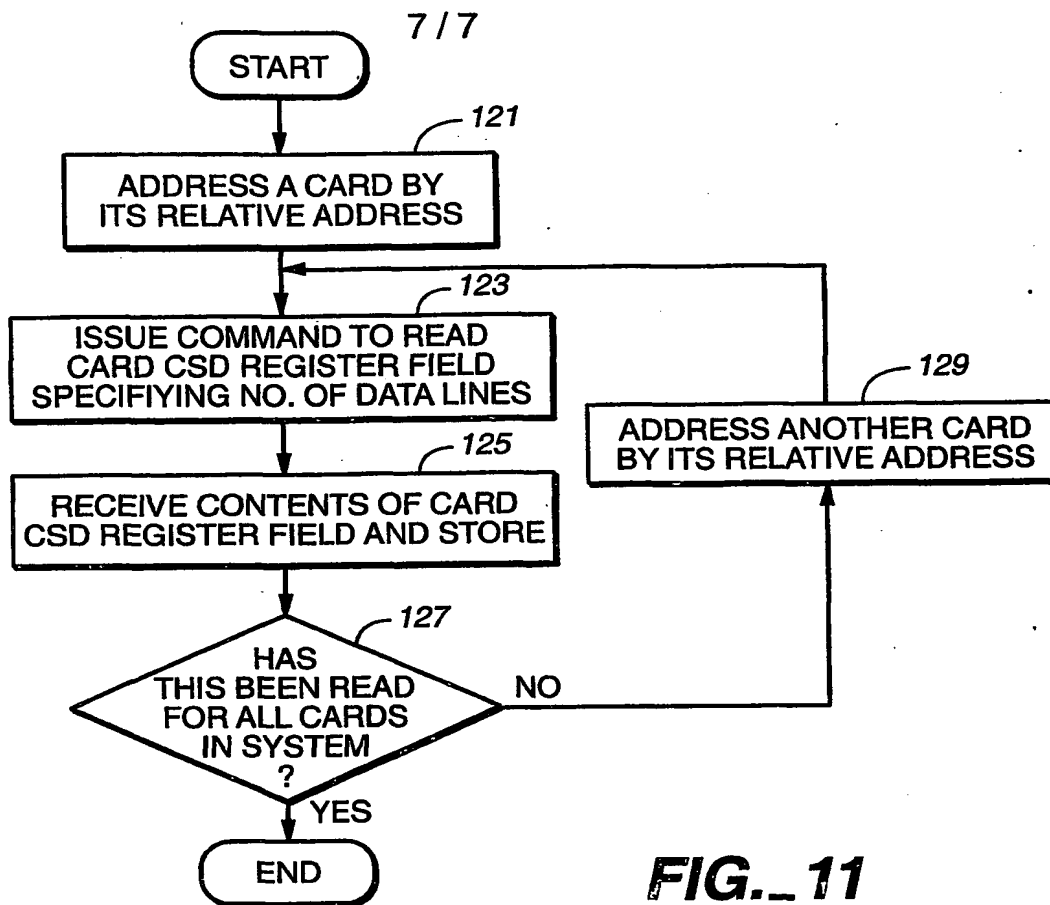 7 / 7
START
121
ADDRESS A CARD BY
ITS RELATIVE ADDRESS
123
ISSUE COMMAND TO READ
CARD CSD REGISTER FIELD
SPECIFIYING NO. OF DATA LINES
129
ADDRESS ANOTHER CARD
BY ITS RELATIVE ADDRESS
125
RECEIVE CONTENTS OF CARD
CSD REGISTER FIELD AND STORE
127
HAS
THIS BEEN READ
FOR ALL CARDS
IN SYSTEM
?
NO
YES
END
FIG._ 11